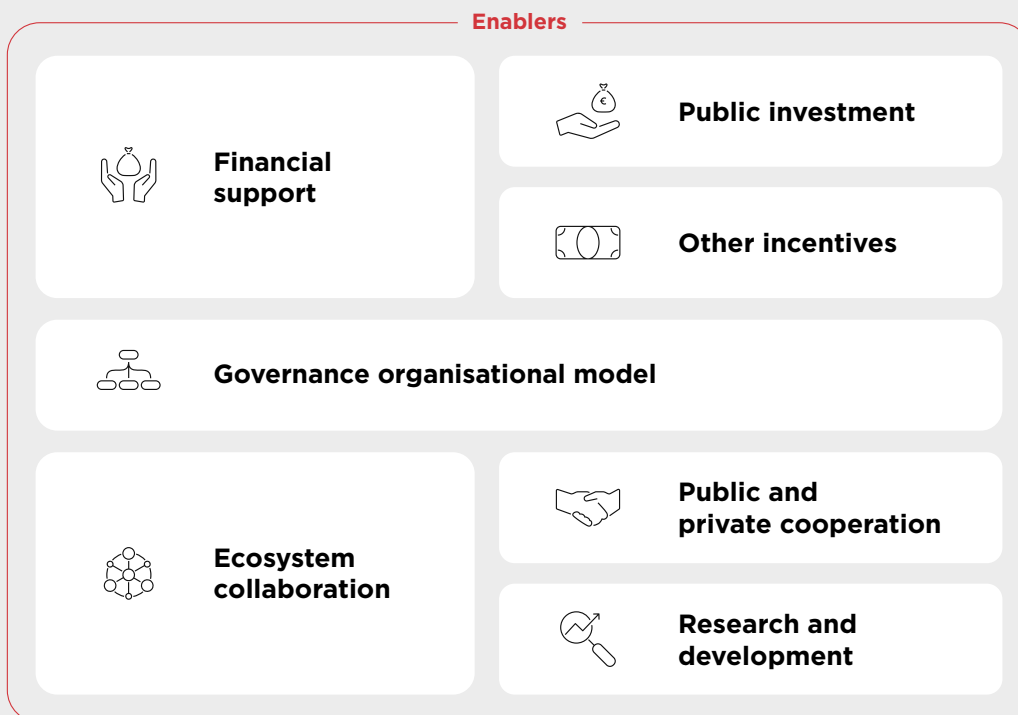 Enablers
Financial
support
Public investment
€
Other incentives
Governance organisational model
Ecosystem
collaboration
Public and
private cooperation
Research and
development